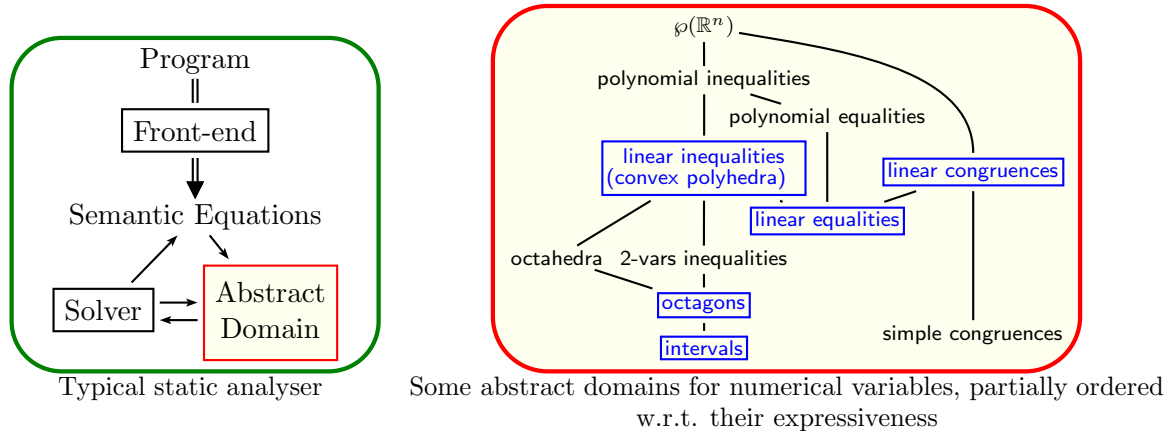 Program
Front-end
Semantic Equations
Solver
Abstract
Domain
Typical static analyser
℘(ℝⁿ)
polynomial inequalities
polynomial equalities
linear inequalities
(convex polyhedra)
linear congruences
linear equalities
octahedra
2-vars inequalities
octagons
simple congruences
intervals
Some abstract domains for numerical variables, partially ordered
w.r.t. their expressiveness